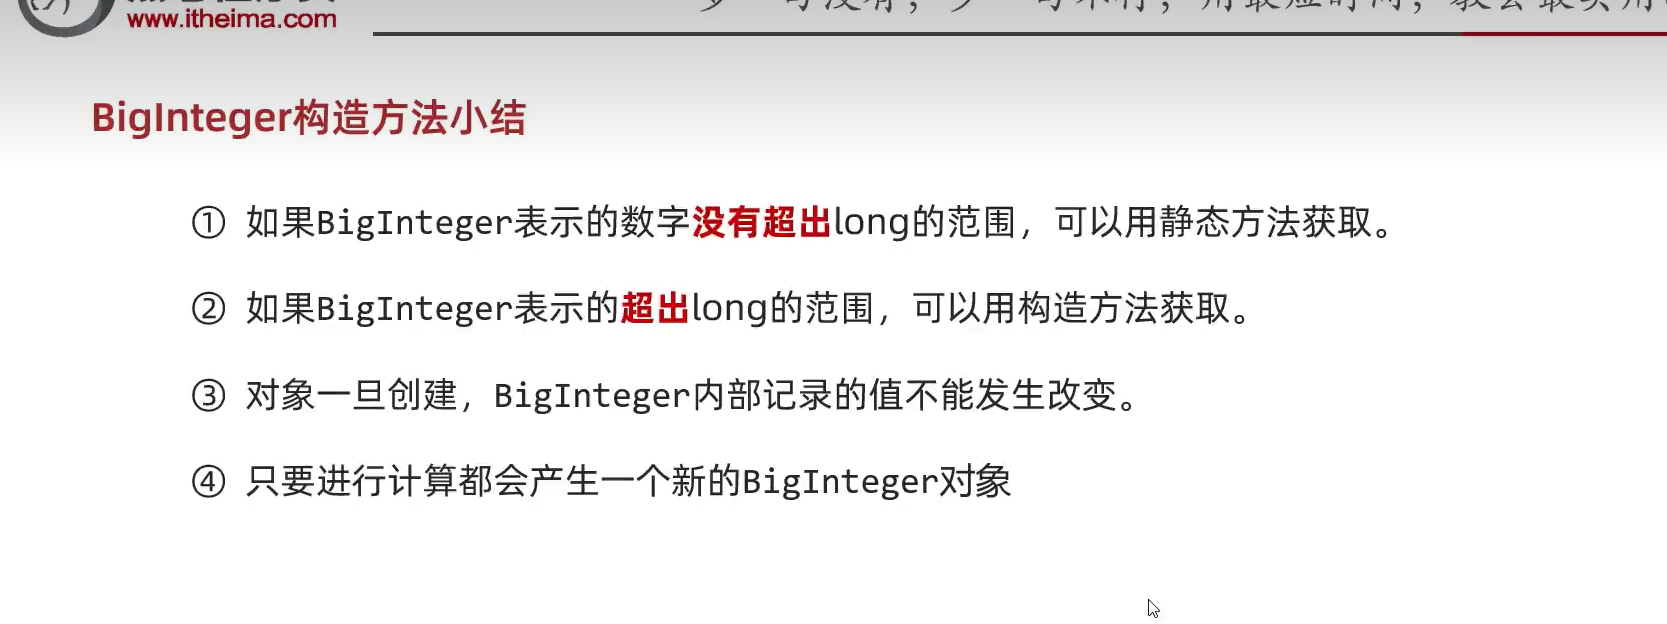 www.itheima.com
BigInteger构造方法小结
① 如果BigInteger表示的数字没有超出long的范围，可以用静态方法获取。
② 如果BigInteger表示的超出long的范围，可以用构造方法获取。
③ 对象一旦创建，BigInteger内部记录的值不能发生改变。
④ 只要进行计算都会产生一个新的BigInteger对象